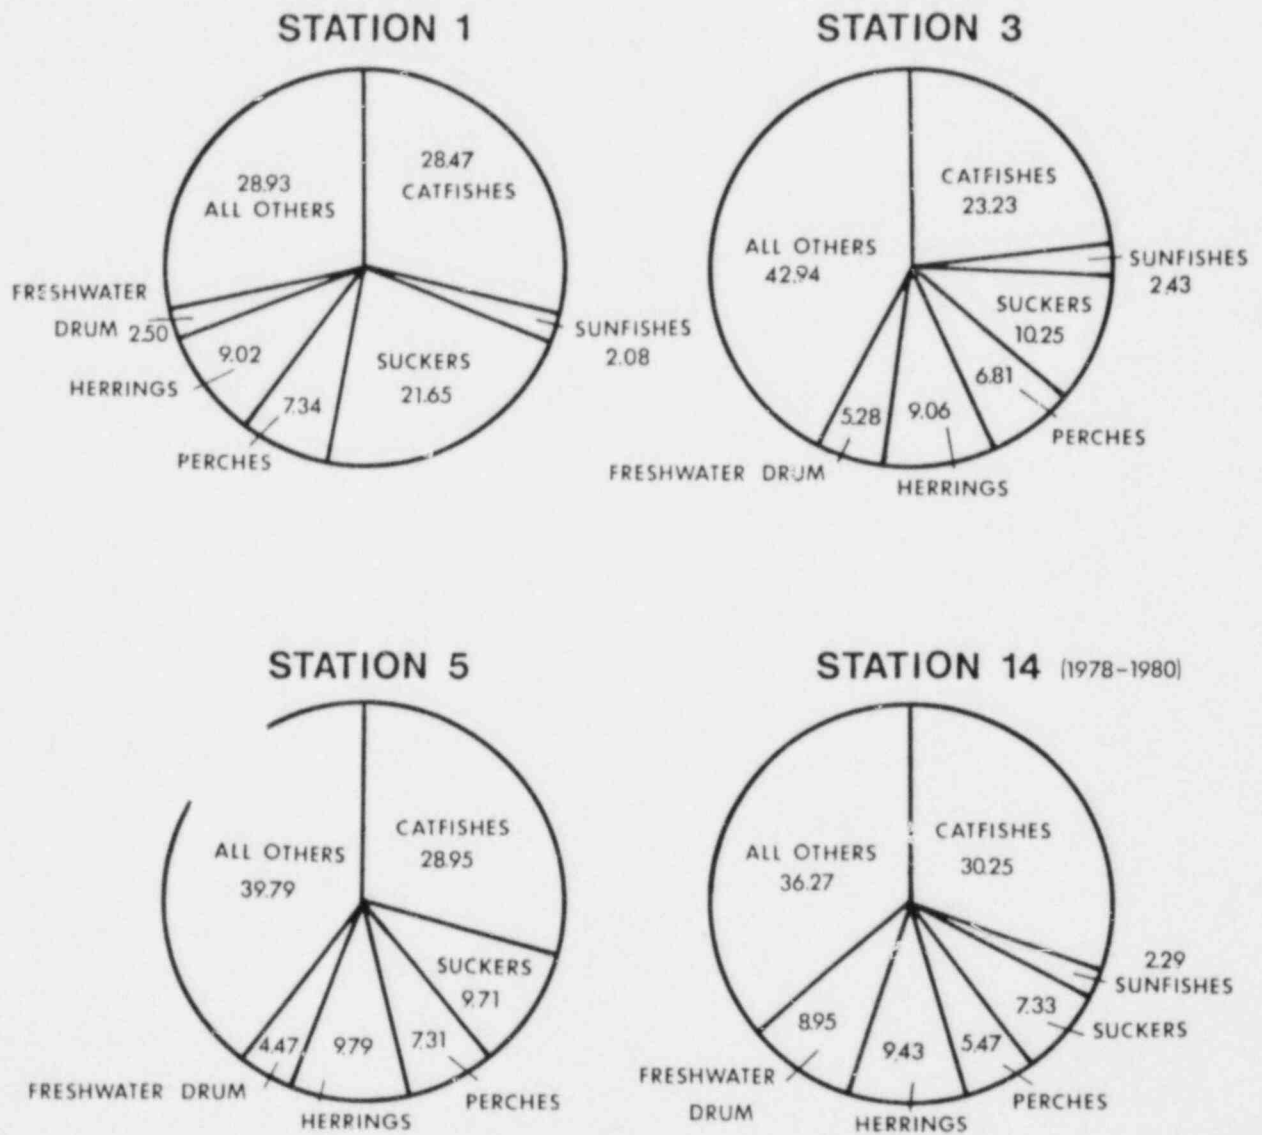 STATION 1
28.47
CATFISHES
SUNFISHES
2.08
SUCKERS
21.65
7.34
PERCHES
9.02
HERRINGS
FRESHWATER
DRUM 2.50
28.93
ALL OTHERS
STATION 3
CATFISHES
23.23
SUNFISHES
2.43
SUCKERS
10.25
6.81
PERCHES
9.06
HERRINGS
5.28
FRESHWATER DRUM
ALL OTHERS
42.94
STATION 5
CATFISHES
28.95
SUCKERS
9.71
7.31
PERCHES
9.79
HERRINGS
4.47
FRESHWATER DRUM
ALL OTHERS
39.79
STATION 14 (1978-1980)
CATFISHES
30.25
2.29
SUNFISHES
7.33
SUCKERS
5.47
PERCHES
9.43
HERRINGS
8.95
FRESHWATER
DRUM
ALL OTHERS
36.27